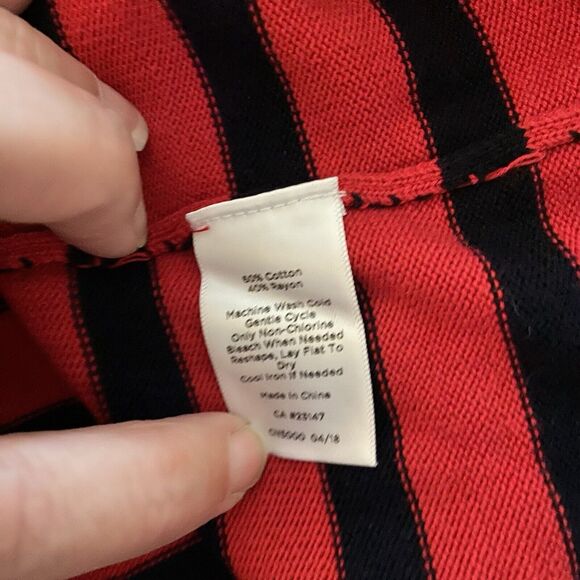 60% Cotton
40% Rayon
Machine Wash Cold
Gentle Cycle
Only Non-Chlorine
Bleach When Needed
Reshape, Lay Flat To
Dry
Cool Iron If Needed
Made in China
CA #23147
04/18